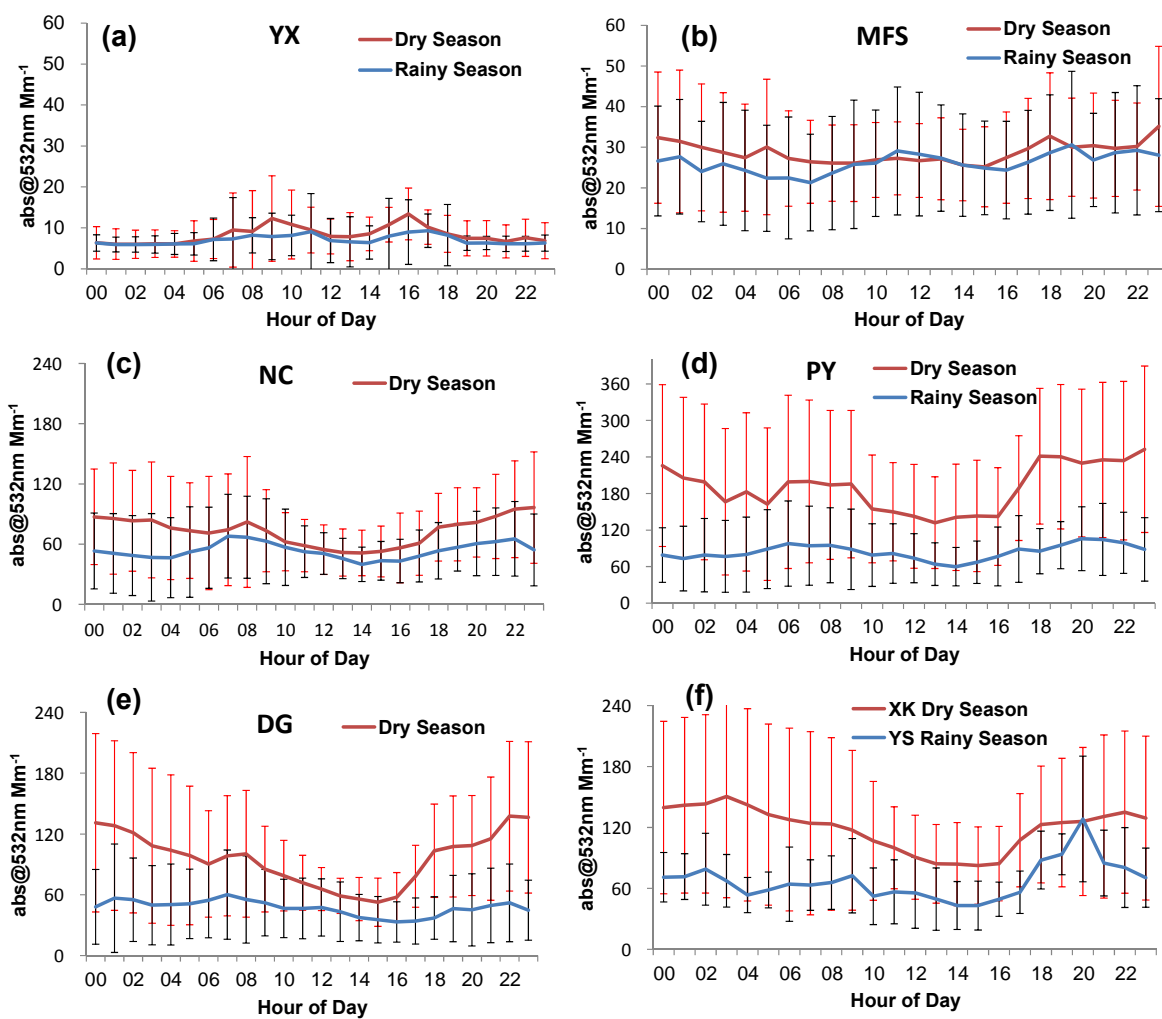 (a) YX
Dry Season
Rainy Season
abs@532nm Mm-1
60
50
40
30
20
10
0
00 02 04 06 08 10 12 14 16 18 20 22
Hour of Day
(b) MFS
Dry Season
Rainy Season
abs@532nm Mm-1
60
50
40
30
20
10
0
00 02 04 06 08 10 12 14 16 18 20 22
Hour of Day
(c) NC
Dry Season
abs@532nm Mm-1
240
180
120
60
0
00 02 04 06 08 10 12 14 16 18 20 22
Hour of Day
(d) PY
Dry Season
Rainy Season
abs@532nm Mm-1
360
300
240
180
120
60
0
00 02 04 06 08 10 12 14 16 18 20 22
Hour of Day
(e) DG
Dry Season
abs@532nm Mm-1
240
180
120
60
0
00 02 04 06 08 10 12 14 16 18 20 22
Hour of Day
(f)
XK Dry Season
YS Rainy Season
abs@532nm Mm-1
240
180
120
60
0
00 02 04 06 08 10 12 14 16 18 20 22
Hour of Day